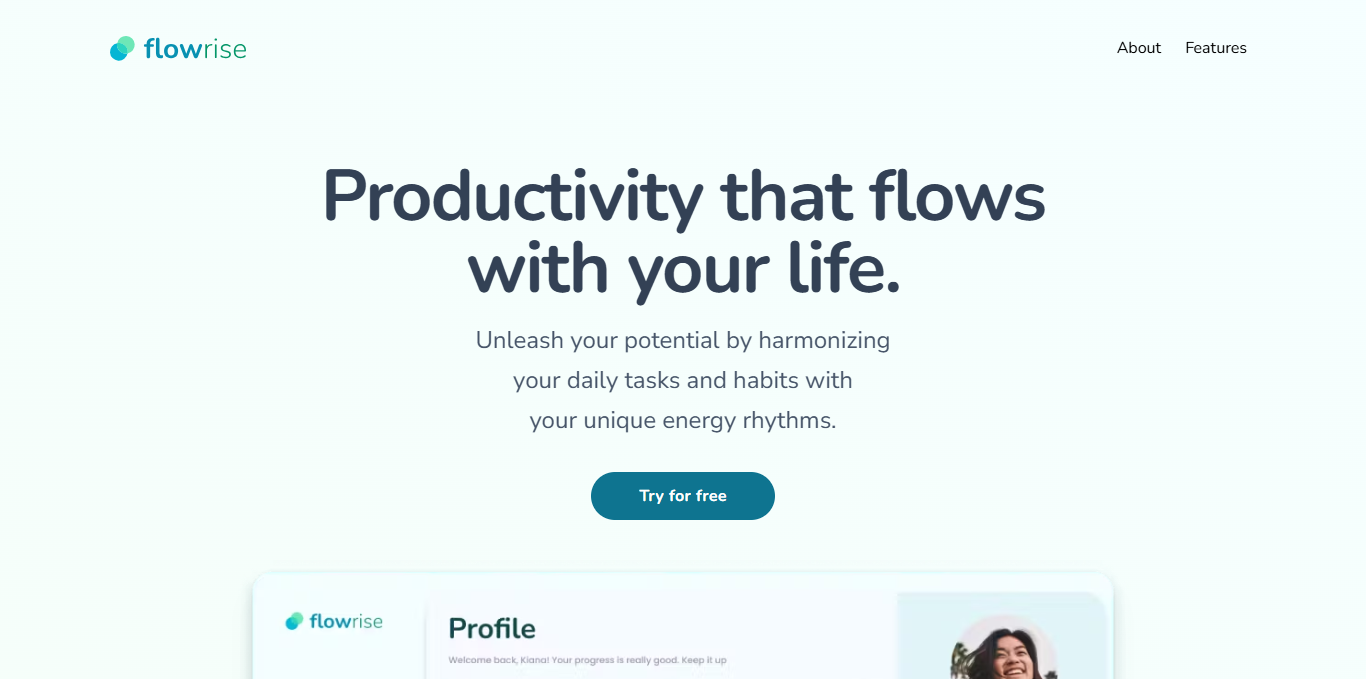 flowrise
About
Features
Productivity that flows
with your life.
Unleash your potential by harmonizing
your daily tasks and habits with
your unique energy rhythms.
Try for free
flowrise
Profile
Welcome back, Kiana! Your progress is really good. Keep it up